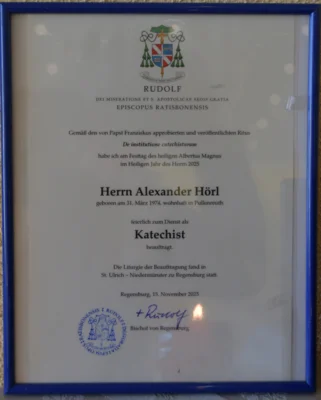 RUDOLF
DEI MISERATIONE ET S. APOSTOLICAE SEDIS GRATIA
EPISCOPUS RATISBONENSIS
Gemäß den von Papst Franziskus approbierten und veröffentlichten Ritus
De institutione catechistarum
habe ich am Festtag des heiligen Albertus Magnus
im Heiligen Jahr des Herrn 2025
Herrn Alexander Hörl
geboren am 31. März 1974, wohnhaft in Pullenreuth
feierlich zum Dienst als
Katechist
beauftragt.
Die Liturgie der Beauftragung fand in
St. Ulrich – Niedermünster zu Regensburg statt
Regensburg, 15. November 2025
+ Rudolf
Bischof von Regensburg